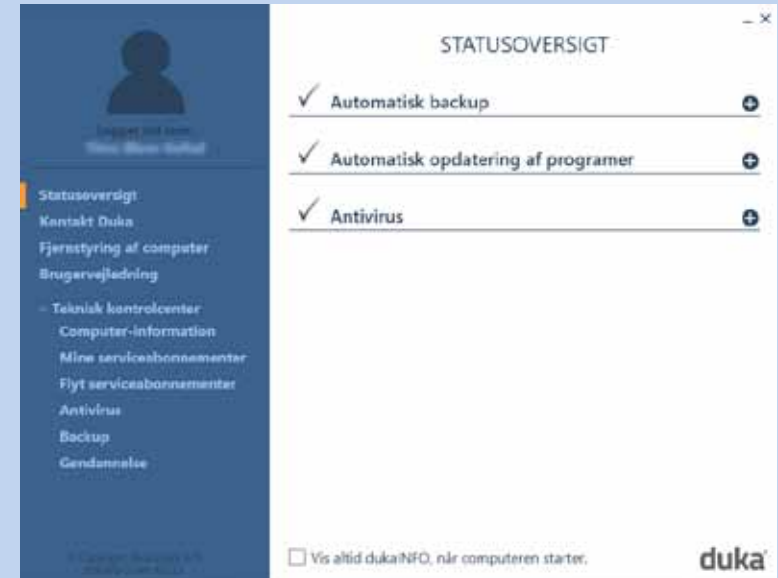 Statusoversigt
Kontakt Duka
Fjernstyring af computer
Brugervejledning
– Teknisk kontrolcenter
Computer-information
Mine serviceabonnementer
Flyt serviceabonnementer
Antivirus
Backup
Gendannelse
STATUSOVERSIGT
Automatisk backup
Automatisk opdatering af programer
Antivirus
Vis altid dukaINFO, når computeren starter.
duka